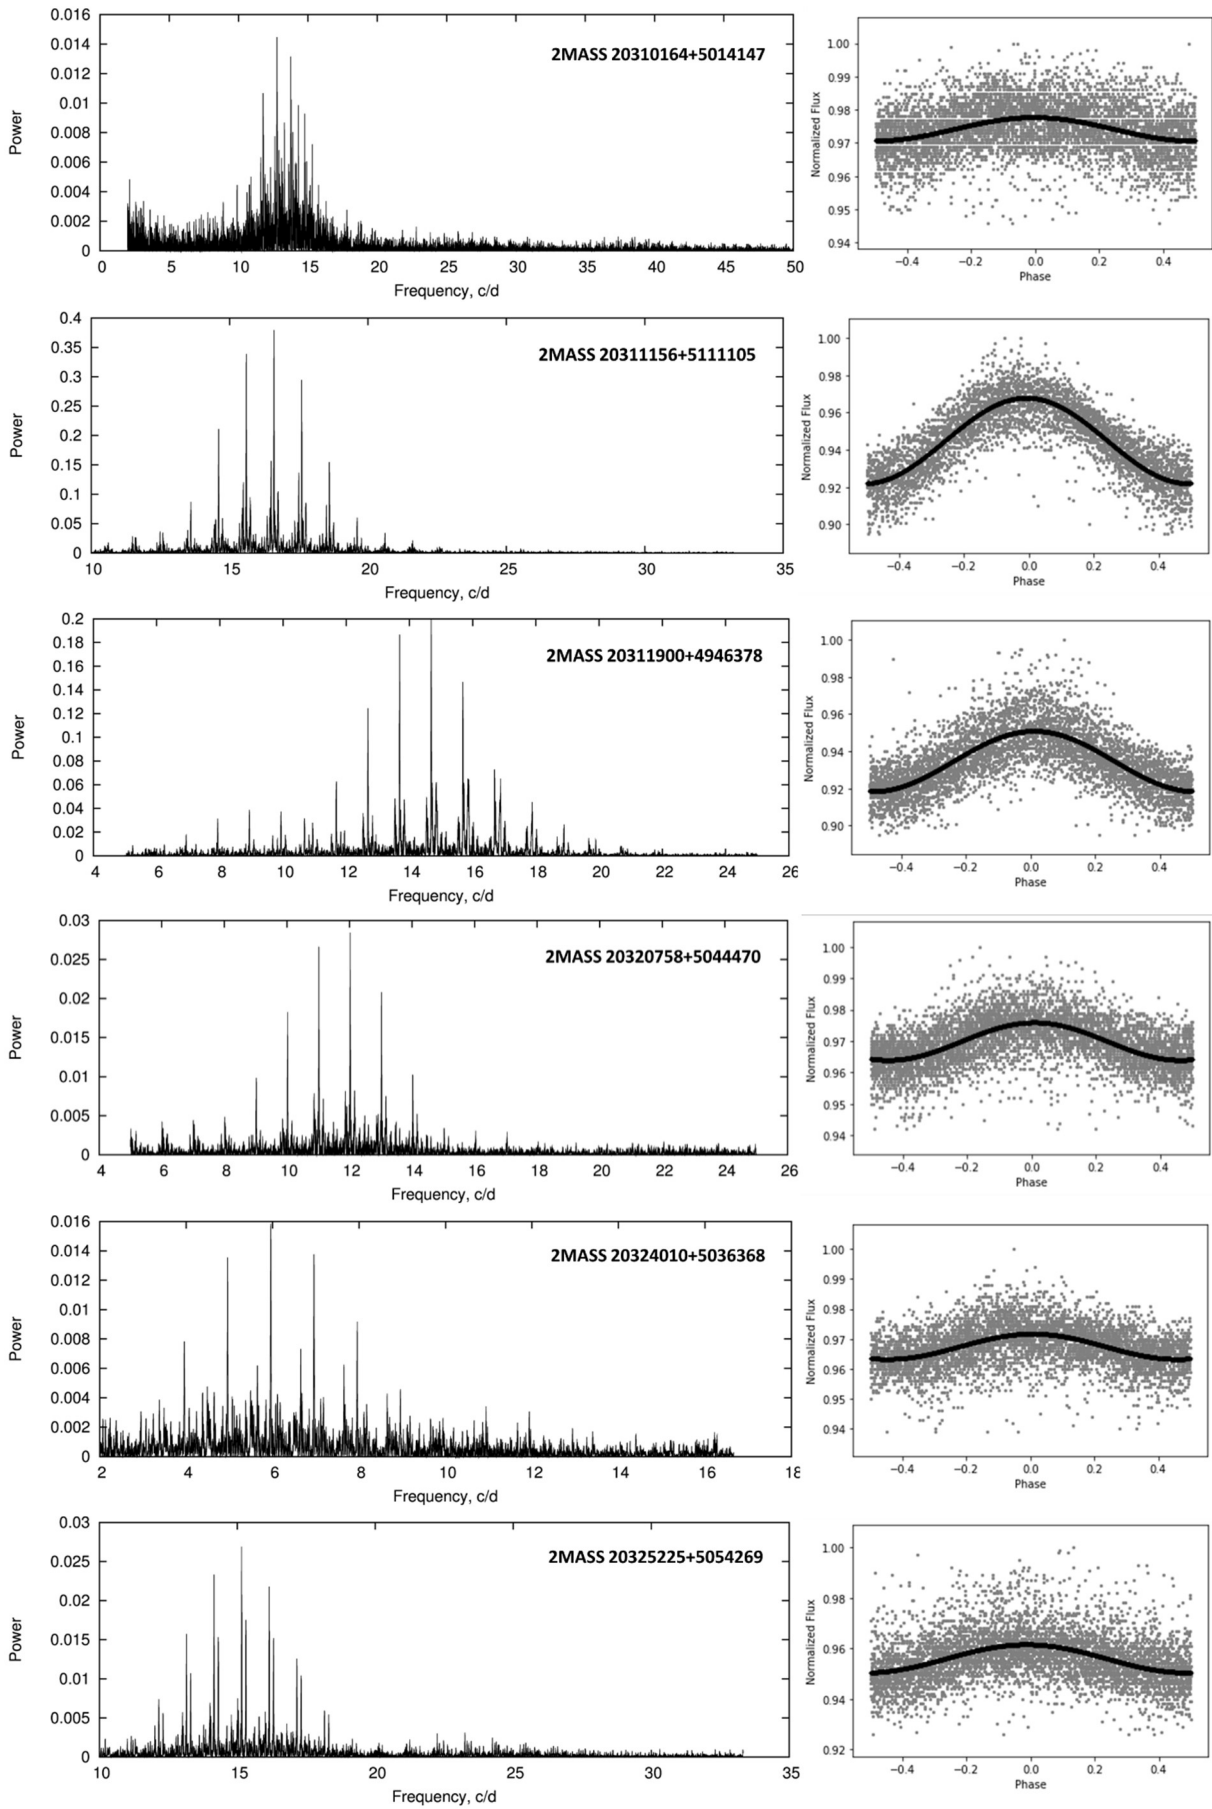 0.016
0.014
0.012
0.01
0.008
0.006
0.004
0.002
0
Power
2MASS 20310164+5014147
0 5 10 15 20 25 30 35 40 45 50
Frequency, c/d
1.00
0.99
0.98
0.97
0.96
0.95
0.94
Normalized Flux
−0.4 −0.2 0.0 0.2 0.4
Phase
0.4
0.35
0.3
0.25
0.2
0.15
0.1
0.05
0
Power
2MASS 20311156+5111105
10 15 20 25 30 35
Frequency, c/d
1.00
0.98
0.96
0.94
0.92
0.90
Normalized Flux
−0.4 −0.2 0.0 0.2 0.4
Phase
0.2
0.18
0.16
0.14
0.12
0.1
0.08
0.06
0.04
0.02
0
Power
2MASS 20311900+4946378
4 6 8 10 12 14 16 18 20 22 24 26
Frequency, c/d
1.00
0.98
0.96
0.94
0.92
0.90
Normalized Flux
−0.4 −0.2 0.0 0.2 0.4
Phase
0.03
0.025
0.02
0.015
0.01
0.005
0
Power
2MASS 20320758+5044470
4 6 8 10 12 14 16 18 20 22 24 26
Frequency, c/d
1.00
0.99
0.98
0.97
0.96
0.95
0.94
Normalized Flux
−0.4 −0.2 0.0 0.2 0.4
Phase
0.016
0.014
0.012
0.01
0.008
0.006
0.004
0.002
0
Power
2MASS 20324010+5036368
2 4 6 8 10 12 14 16 18
Frequency, c/d
1.00
0.99
0.98
0.97
0.96
0.95
0.94
Normalized Flux
−0.4 −0.2 0.0 0.2 0.4
Phase
0.03
0.025
0.02
0.015
0.01
0.005
0
Power
2MASS 20325225+5054269
10 15 20 25 30 35
Frequency, c/d
1.00
0.98
0.96
0.94
0.92
Normalized Flux
−0.4 −0.2 0.0 0.2 0.4
Phase